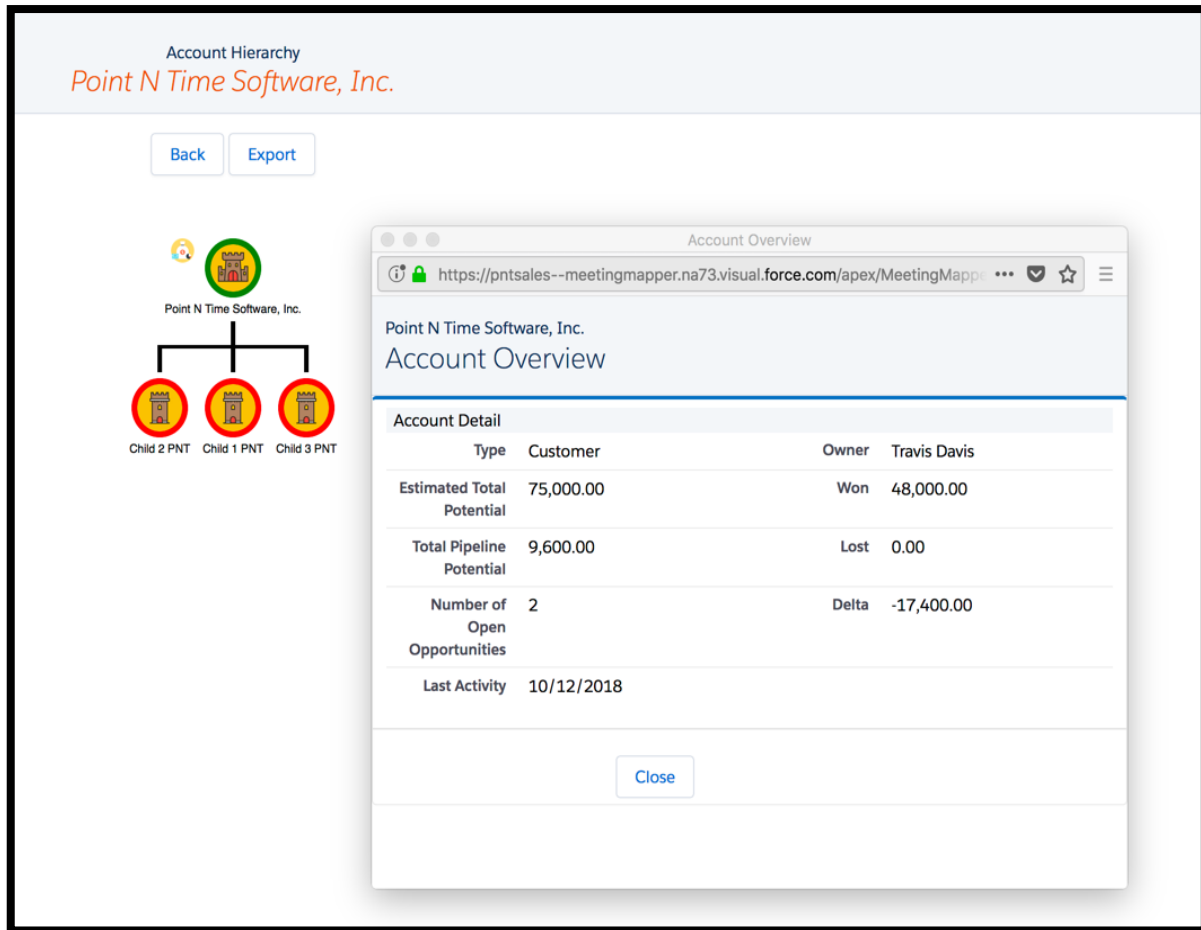 Account Hierarchy
Point N Time Software, Inc.
Back
Export
Point N Time Software, Inc.
Child 2 PNT
Child 1 PNT
Child 3 PNT
Account Overview
https://pntsales--meetingmapper.na73.visual.force.com/apex/MeetingMappe
Point N Time Software, Inc.
Account Overview
Account Detail
Type Customer Owner Travis Davis
Estimated Total 75,000.00 Won 48,000.00
Potential
Total Pipeline 9,600.00 Lost 0.00
Potential
Number of 2 Delta -17,400.00
Open
Opportunities
Last Activity 10/12/2018
Close